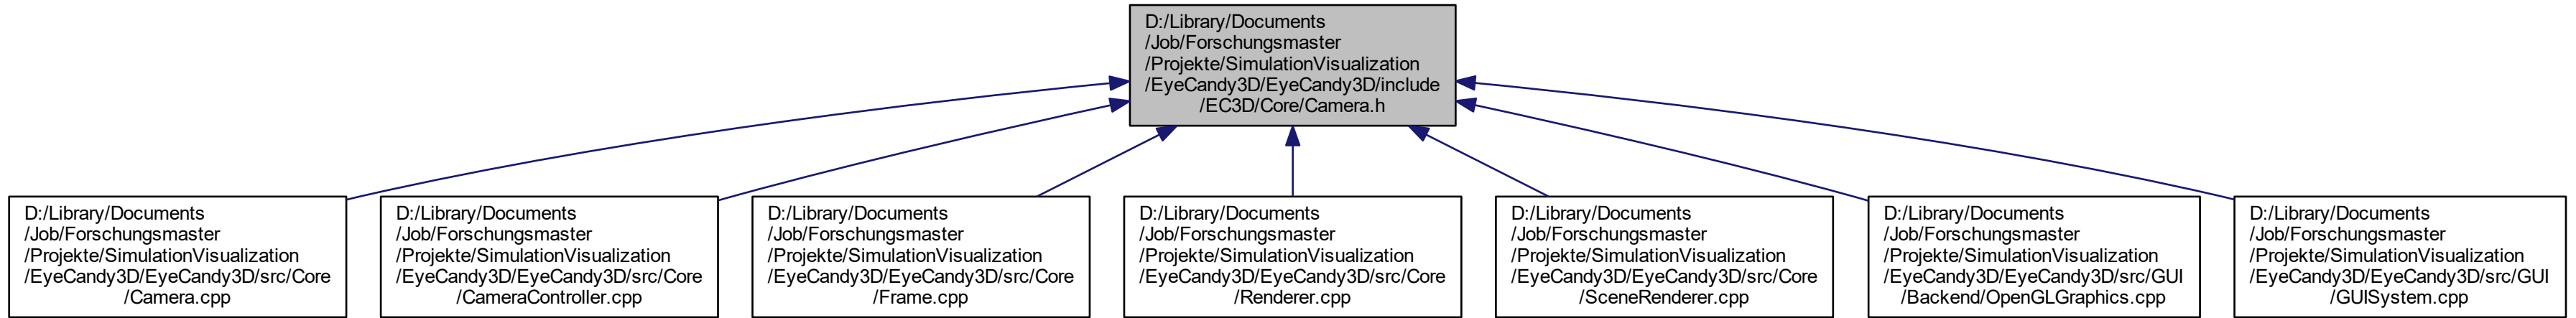 D:/Library/Documents
/Job/Forschungsmaster
/Projekte/SimulationVisualization
/EyeCandy3D/EyeCandy3D/include
/EC3D/Core/Camera.h
D:/Library/Documents
/Job/Forschungsmaster
/Projekte/SimulationVisualization
/EyeCandy3D/EyeCandy3D/src/Core
/Camera.cpp
D:/Library/Documents
/Job/Forschungsmaster
/Projekte/SimulationVisualization
/EyeCandy3D/EyeCandy3D/src/Core
/CameraController.cpp
D:/Library/Documents
/Job/Forschungsmaster
/Projekte/SimulationVisualization
/EyeCandy3D/EyeCandy3D/src/Core
/Frame.cpp
D:/Library/Documents
/Job/Forschungsmaster
/Projekte/SimulationVisualization
/EyeCandy3D/EyeCandy3D/src/Core
/Renderer.cpp
D:/Library/Documents
/Job/Forschungsmaster
/Projekte/SimulationVisualization
/EyeCandy3D/EyeCandy3D/src/Core
/SceneRenderer.cpp
D:/Library/Documents
/Job/Forschungsmaster
/Projekte/SimulationVisualization
/EyeCandy3D/EyeCandy3D/src/GUI
/Backend/OpenGLGraphics.cpp
D:/Library/Documents
/Job/Forschungsmaster
/Projekte/SimulationVisualization
/EyeCandy3D/EyeCandy3D/src/GUI
/GUISystem.cpp